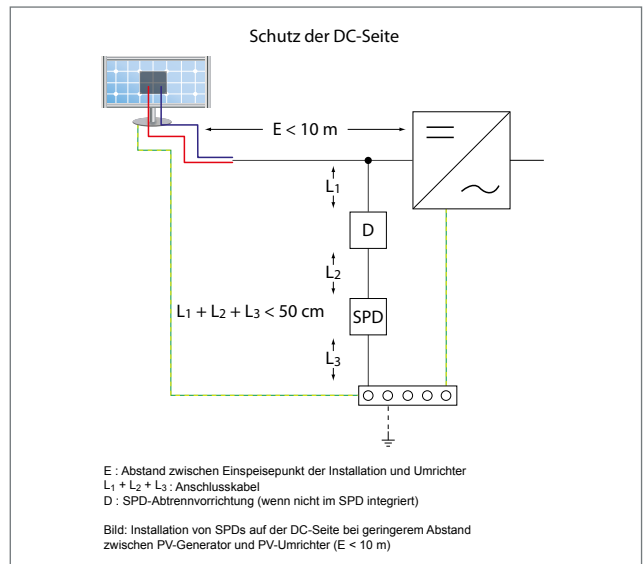 Schutz der DC-Seite
E < 10 m
L1
D
L2
L1 + L2 + L3 < 50 cm
SPD
L3
E : Abstand zwischen Einspeisepunkt der Installation und Umrichter
L1 + L2 + L3 : Anschlusskabel
D : SPD-Abtrennvorrichtung (wenn nicht im SPD integriert)
Bild: Installation von SPDs auf der DC-Seite bei geringerem Abstand
zwischen PV-Generator und PV-Umrichter (E < 10 m)